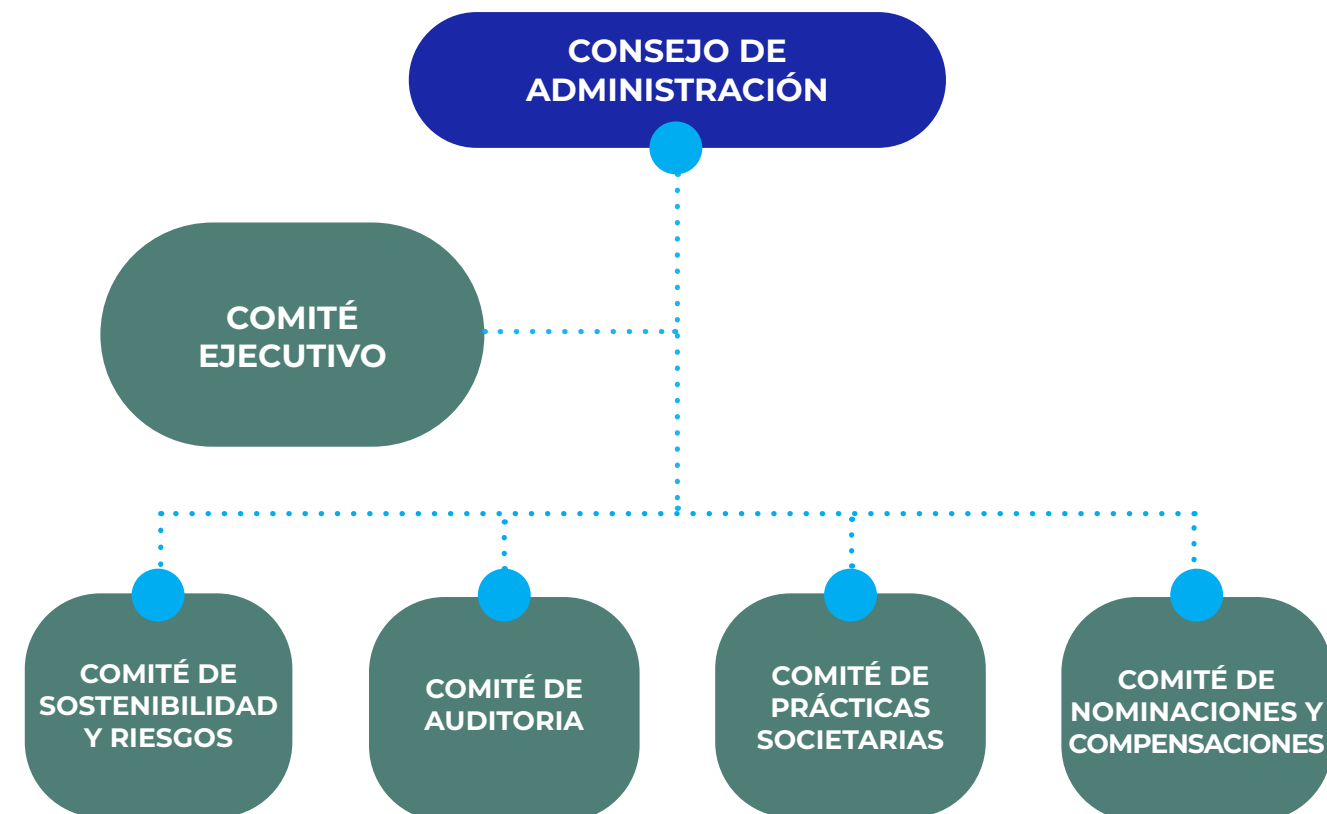 CONSEJO DE
ADMINISTRACIÓN
COMITÉ
EJECUTIVO
COMITÉ DE
SOSTENIBILIDAD
Y RIESGOS
COMITÉ DE
AUDITORIA
COMITÉ DE
PRÁCTICAS
SOCIETARIAS
COMITÉ DE
NOMINACIONES Y
COMPENSACIONES